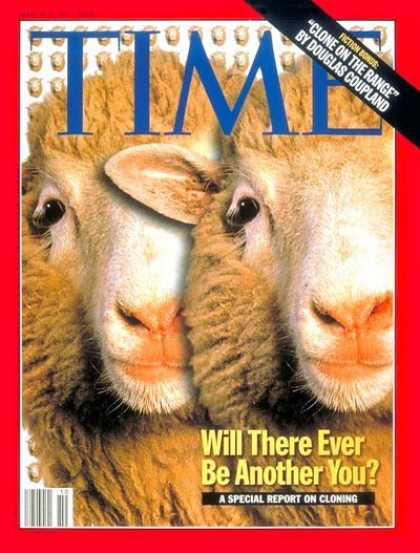 FICTION BONUS:
"CLONE ON THE RANGE"
BY DOUGLAS COUPLAND
TIME
Will There Ever
Be Another You?
A SPECIAL REPORT ON CLONING